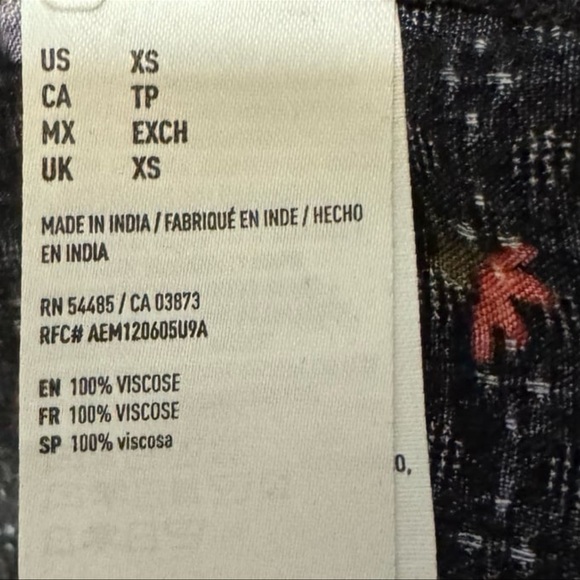 US XS
CA TP
MX EXCH
UK XS
MADE IN INDIA / FABRIQUÉ EN INDE / HECHO
EN INDIA
RN 54485 / CA 03873
RFC# AEM120605U9A
EN 100% VISCOSE
FR 100% VISCOSE
SP 100% viscosa
0,